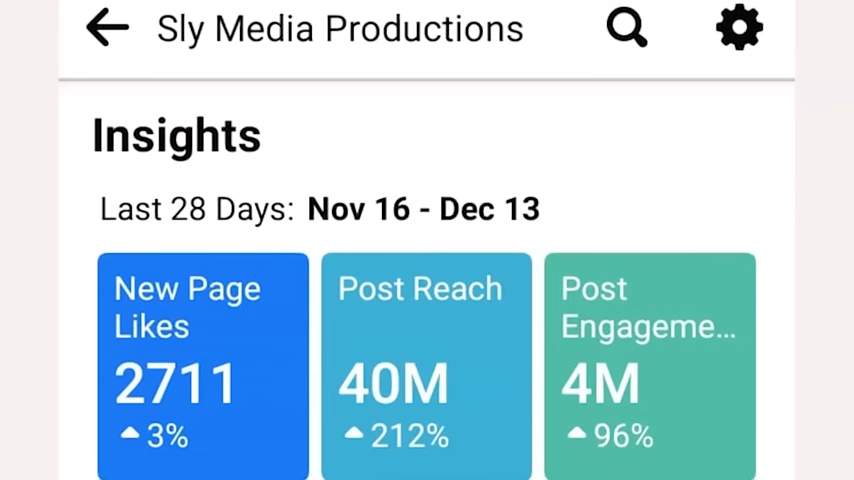 Sly Media Productions
Insights
Last 28 Days: Nov 16 - Dec 13
New Page
Likes
2711
3%
Post Reach
40M
212%
Post
Engageme...
4M
96%